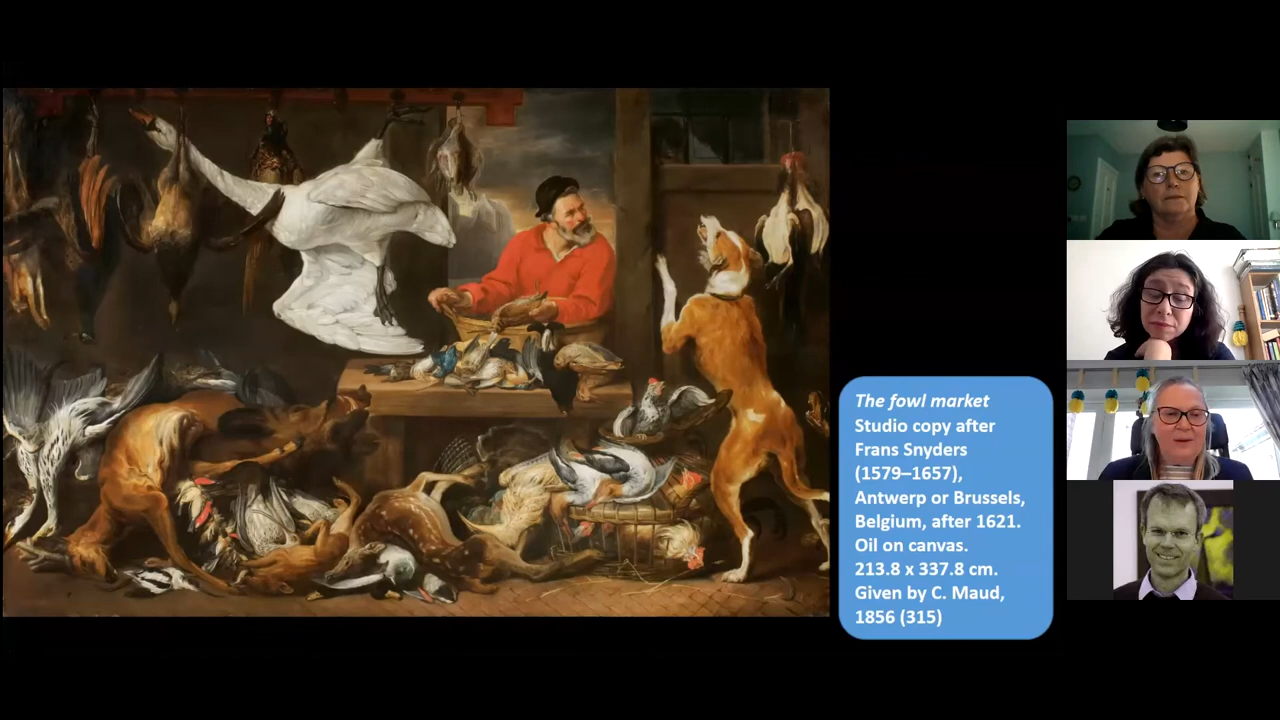 The fowl market
Studio copy after
Frans Snyders
(1579–1657),
Antwerp or Brussels,
Belgium, after 1621.
Oil on canvas.
213.8 x 337.8 cm.
Given by C. Maud,
1856 (315)